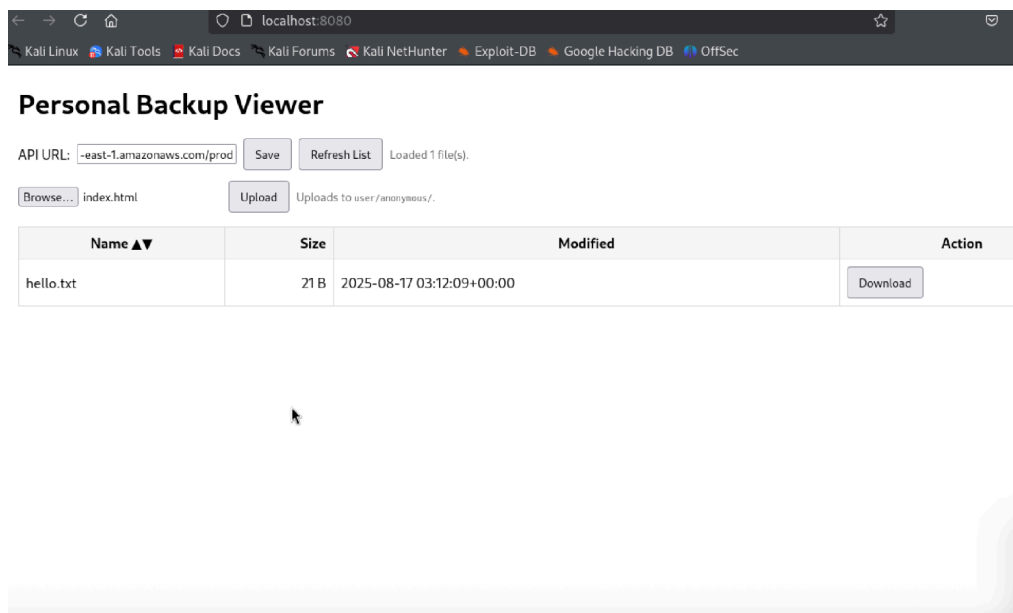 localhost:8080
Kali Linux Kali Tools Kali Docs Kali Forums Kali NetHunter Exploit-DB Google Hacking DB OffSec
Personal Backup Viewer
API URL: -east-1.amazonaws.com/prod Save Refresh List Loaded 1 file(s).
Browse... index.html Upload Uploads to user/anonymous/.
Name ▲▼ Size Modified Action
hello.txt 21 B 2025-08-17 03:12:09+00:00 Download